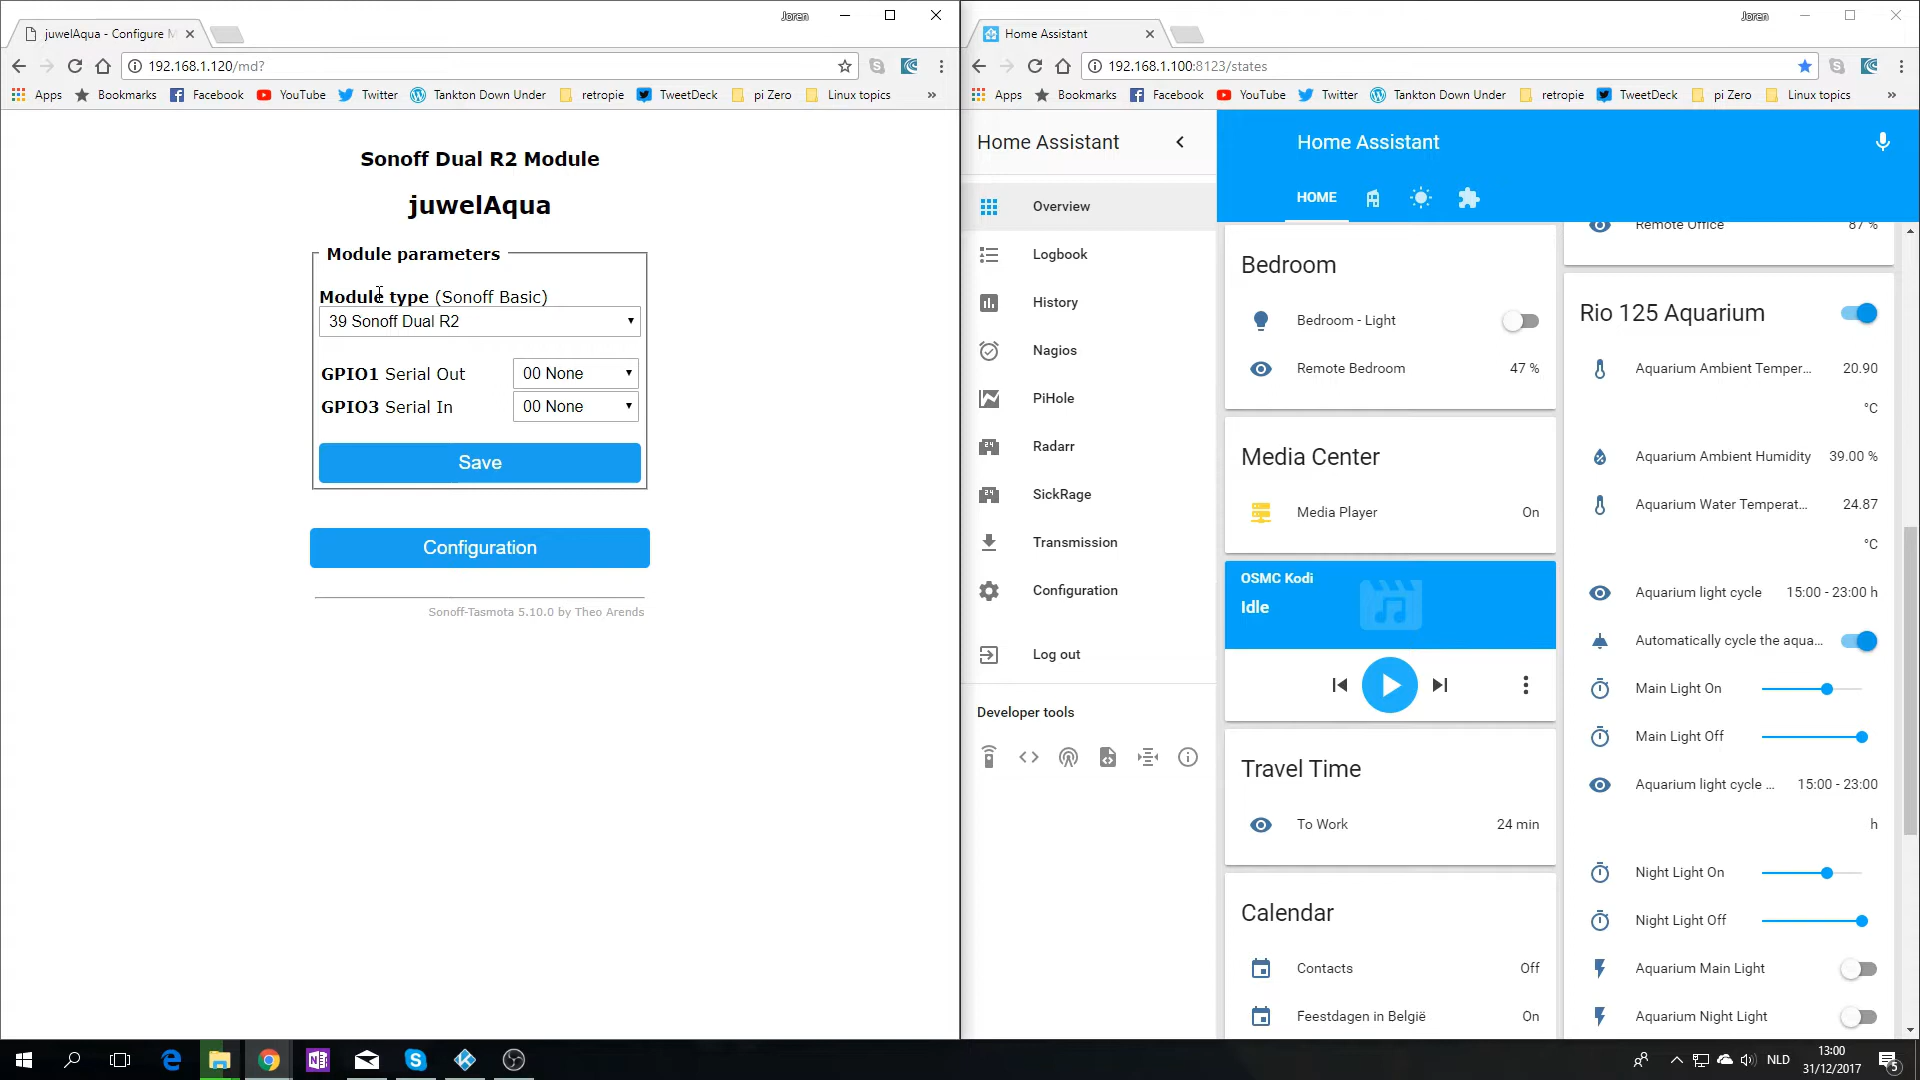 Joren
juwelAqua - Configure M
192.168.1.120/md?
Apps Bookmarks Facebook YouTube Twitter Tankton Down Under retropie TweetDeck pi Zero Linux topics »
Sonoff Dual R2 Module
juwelAqua
Module parameters
Module type (Sonoff Basic)
39 Sonoff Dual R2
GPIO1 Serial Out 00 None
GPIO3 Serial In 00 None
Save
Configuration
Sonoff-Tasmota 5.10.0 by Theo Arends
Joren
Home Assistant
192.168.1.100:8123/states
Apps Bookmarks Facebook YouTube Twitter Tankton Down Under retropie TweetDeck pi Zero Linux topics »
Home Assistant
Overview
Logbook
History
Nagios
PiHole
Radarr
SickRage
Transmission
Configuration
Log out
Developer tools
Home Assistant
HOME
Bedroom
Bedroom - Light
Remote Bedroom 47 %
Media Center
Media Player On
OSMC Kodi
Idle
Travel Time
To Work 24 min
Calendar
Contacts Off
Feestdagen in België On
Remote Office 87 %
Rio 125 Aquarium
Aquarium Ambient Temper... 20.90
°C
Aquarium Ambient Humidity 39.00 %
Aquarium Water Temperat... 24.87
°C
Aquarium light cycle 15:00 - 23:00 h
Automatically cycle the aqua...
Main Light On
Main Light Off
Aquarium light cycle ... 15:00 - 23:00
h
Night Light On
Night Light Off
Aquarium Main Light
Aquarium Night Light
NLD
13:00
31/12/2017
5